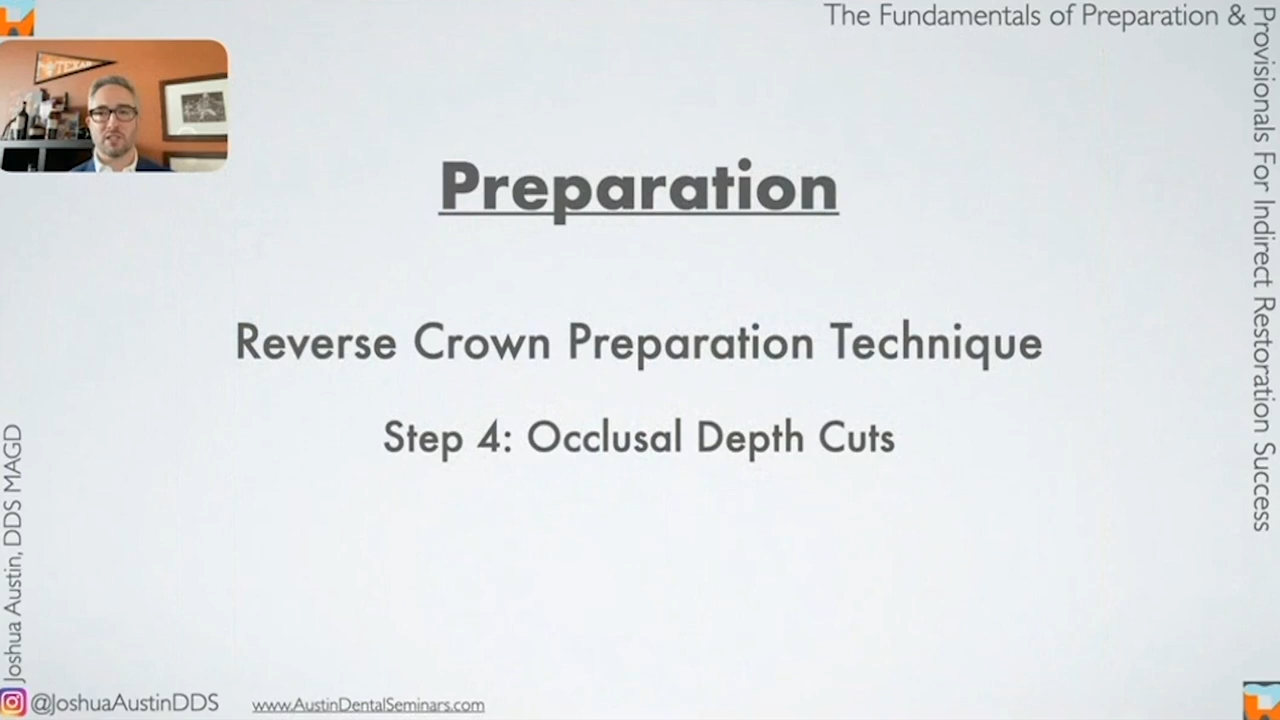 The Fundamentals of Preparation &
Provisionals For Indirect Restoration Success
TEXAS
Preparation
Reverse Crown Preparation Technique
Step 4: Occlusal Depth Cuts
Joshua Austin, DDS MAGD
@JoshuaAustinDDS
www.AustinDentalSeminars.com